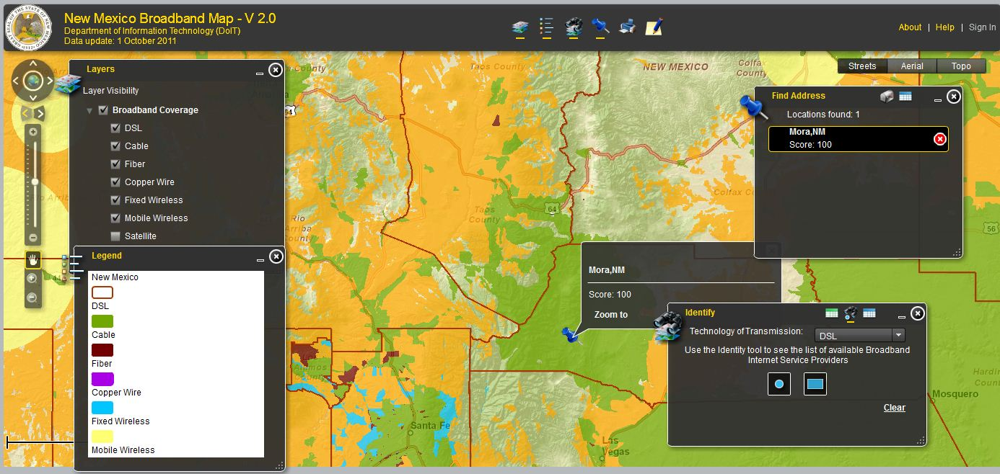 New Mexico Broadband Map - V 2.0
Department of Information Technology (DoIT)
Data update: 1 October 2011
About | Help | Sign In
Streets
Aerial
Topo
Layers
Layer Visibility
Broadband Coverage
DSL
Cable
Fiber
Copper Wire
Fixed Wireless
Mobile Wireless
Satellite
Legend
New Mexico
DSL
Cable
Fiber
Copper Wire
Fixed Wireless
Mobile Wireless
Find Address
Locations found: 1
Mora,NM
Score: 100
Mora,NM
Score: 100
Zoom to
Identify
Technology of Transmission:
DSL
Use the Identity tool to see the list of available Broadband
Internet Service Providers
Clear
County
Taos County
NEW MEXICO
Colfax
County
64
Taos
County
64
Rio
Arriba
County
56
Los
Alamos
County
Santa Fe
Las
Vegas
Mosquero